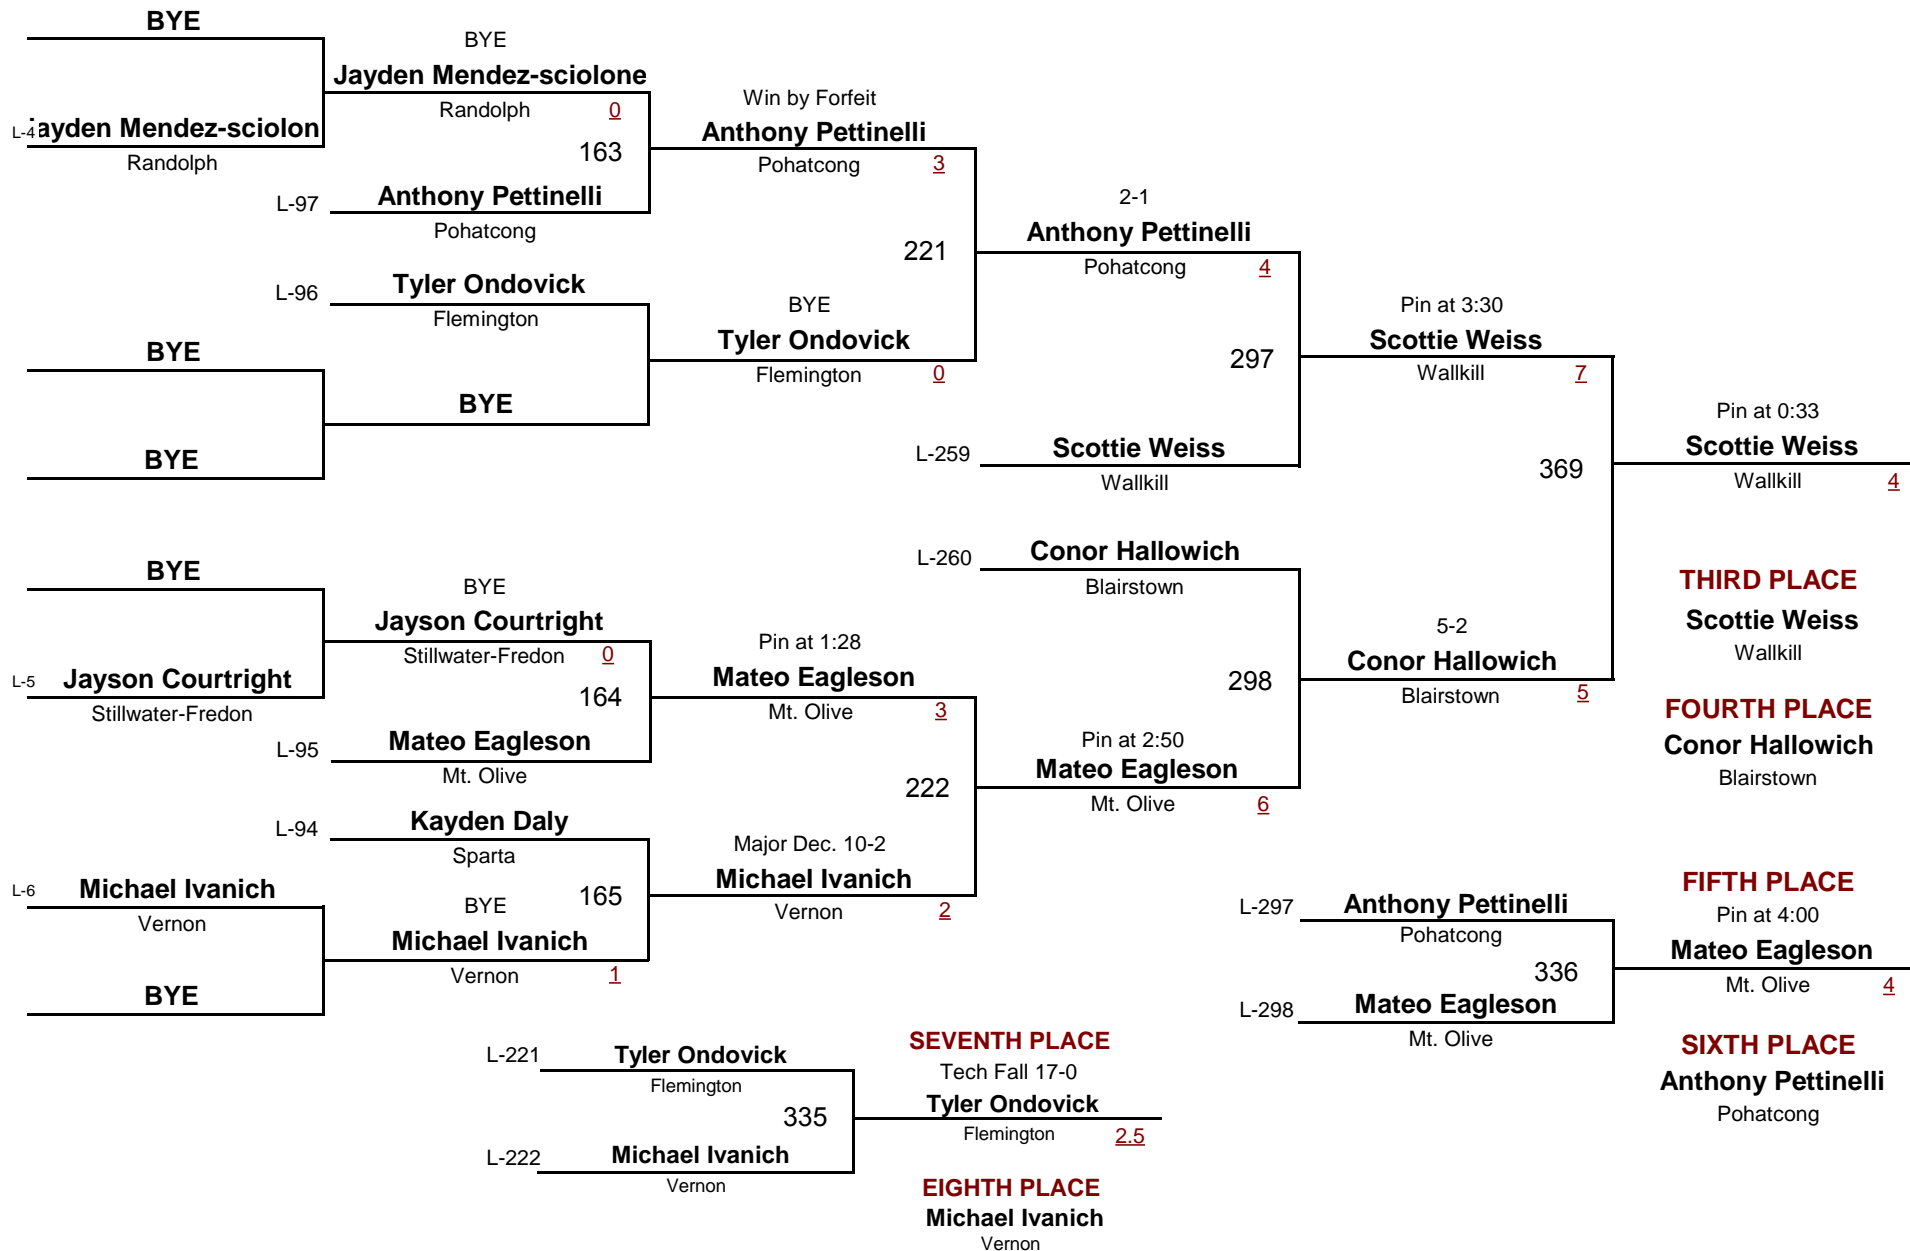 BYE
BYE
Jayden Mendez-sciolone
Randolph 0
L-4 Jayden Mendez-sciolon
Randolph
163
Win by Forfeit
Anthony Pettinelli
Pohatcong 3
L-97 Anthony Pettinelli
Pohatcong
221
2-1
Anthony Pettinelli
Pohatcong 4
L-96 Tyler Ondovick
Flemington
BYE
Tyler Ondovick
Flemington 0
BYE
BYE
BYE
297
Pin at 3:30
Scottie Weiss
Wallkill 7
L-259 Scottie Weiss
Wallkill
369
Pin at 0:33
Scottie Weiss
Wallkill 4
BYE
BYE
Jayson Courtright
Stillwater-Fredon 0
L-5 Jayson Courtright
Stillwater-Fredon
164
Pin at 1:28
Mateo Eagleson
Mt. Olive 3
L-95 Mateo Eagleson
Mt. Olive
L-260 Conor Hallowich
Blairstown
298
5-2
Conor Hallowich
Blairstown 5
THIRD PLACE
Scottie Weiss
Wallkill
FOURTH PLACE
Conor Hallowich
Blairstown
222
Pin at 2:50
Mateo Eagleson
Mt. Olive 6
L-94 Kayden Daly
Sparta
165
Major Dec. 10-2
Michael Ivanich
Vernon 2
L-6 Michael Ivanich
Vernon
BYE
Michael Ivanich
Vernon 1
BYE
L-297 Anthony Pettinelli
Pohatcong
336
L-298 Mateo Eagleson
Mt. Olive
FIFTH PLACE
Pin at 4:00
Mateo Eagleson
Mt. Olive 4
SIXTH PLACE
Anthony Pettinelli
Pohatcong
L-221 Tyler Ondovick
Flemington
335
L-222 Michael Ivanich
Vernon
SEVENTH PLACE
Tech Fall 17-0
Tyler Ondovick
Flemington 2.5
EIGHTH PLACE
Michael Ivanich
Vernon